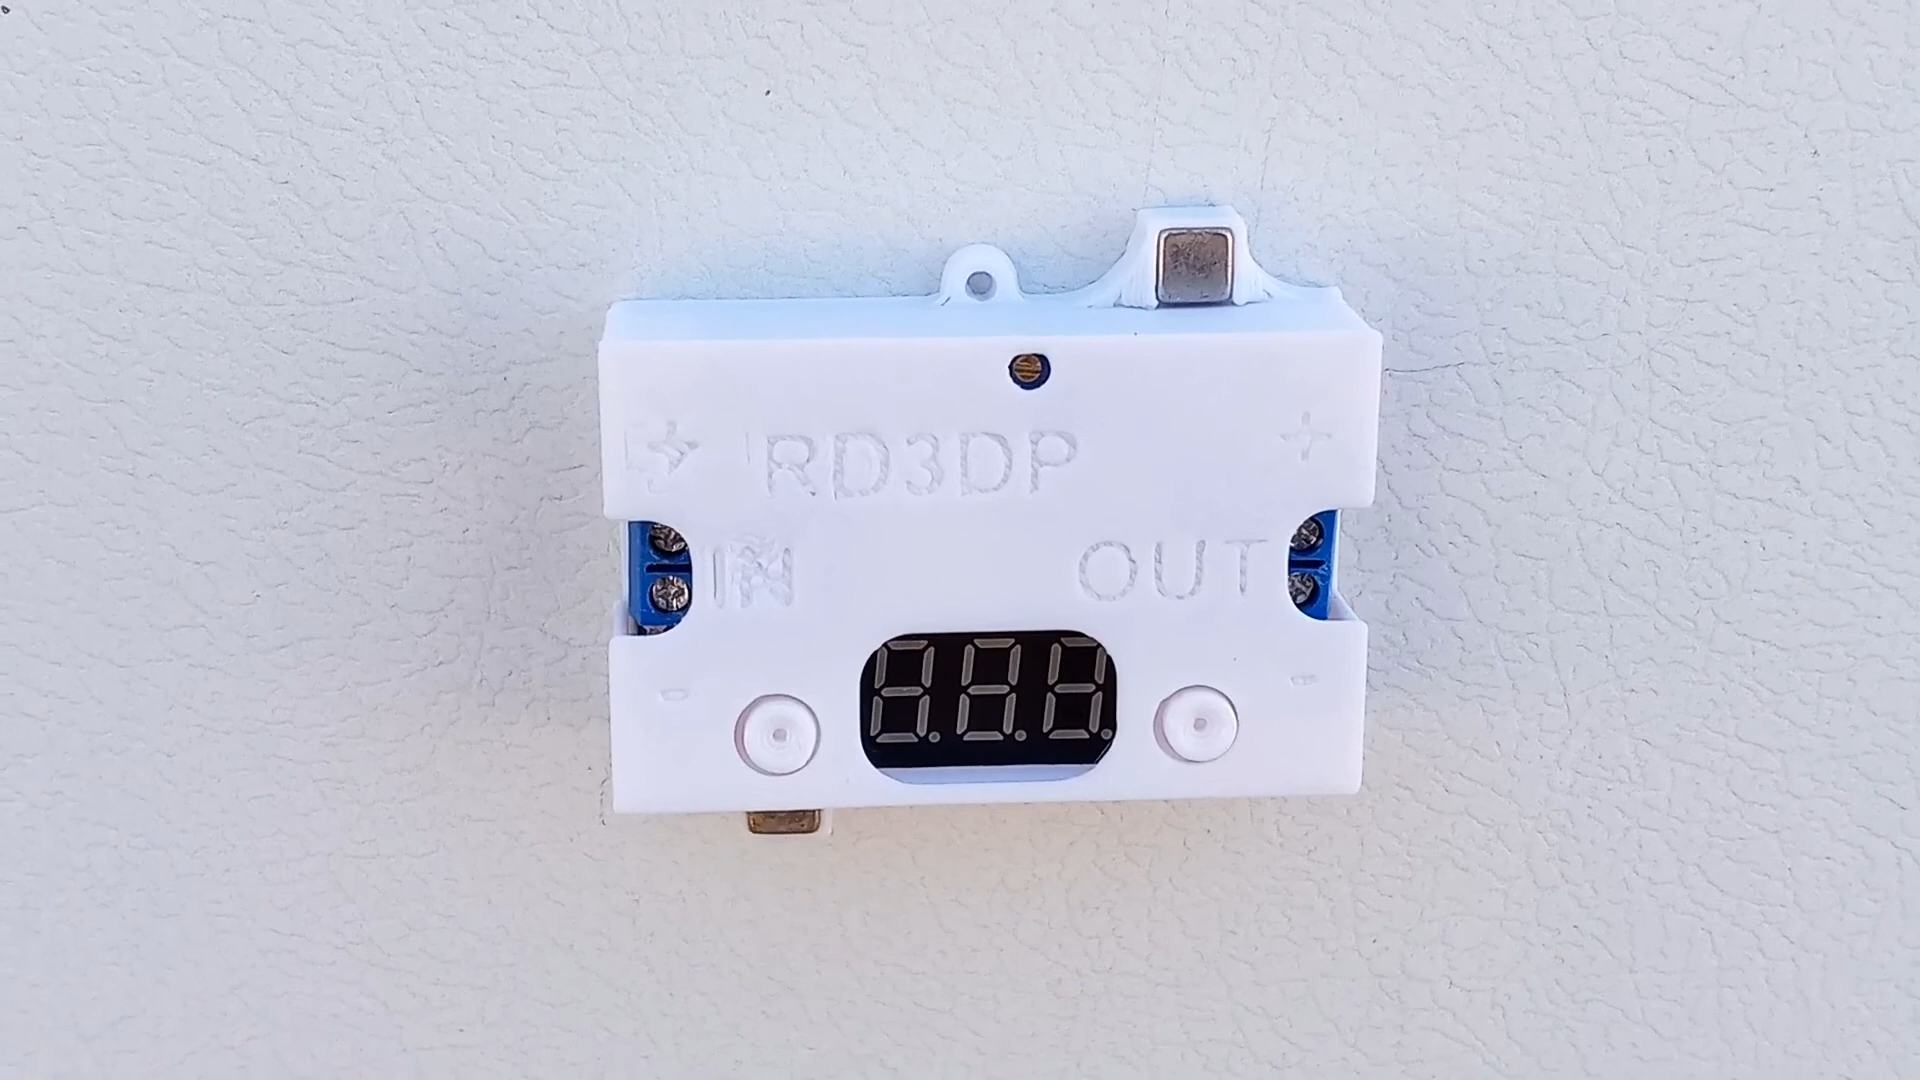 + RD3DP +
IN OUT
- -